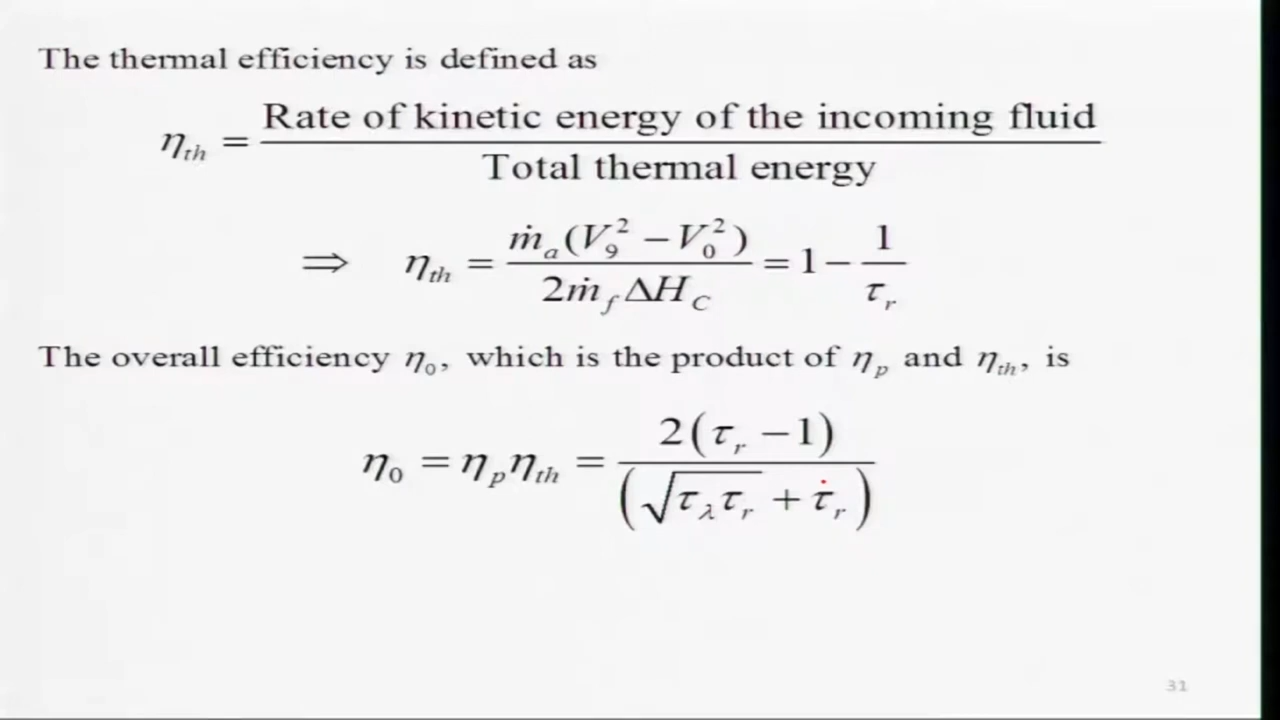 The thermal efficiency is defined as
η_th = Rate of kinetic energy of the incoming fluid / Total thermal energy
⇒ η_th = ṁ_a(V_9^2 − V_0^2) / 2ṁ_f ΔH_C = 1 − 1/τ_r
The overall efficiency η_0, which is the product of η_p and η_th, is
η_0 = η_p η_th = 2(τ_r − 1) / (√(τ_λ τ_r) + τ_r)
31